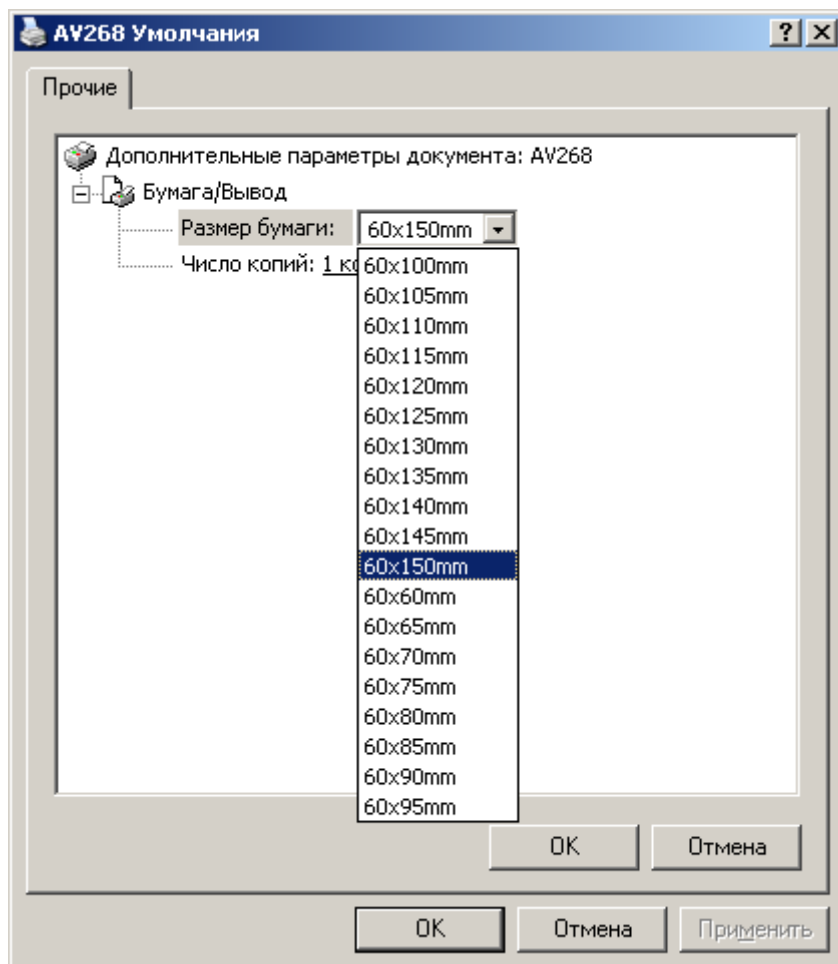 AV268 Умолчания
Прочие
Дополнительные параметры документа: AV268
Бумага/Вывод
Размер бумаги: 60x150mm
Число копий: 1
60x100mm
60x105mm
60x110mm
60x115mm
60x120mm
60x125mm
60x130mm
60x135mm
60x140mm
60x145mm
60x150mm
60x60mm
60x65mm
60x70mm
60x75mm
60x80mm
60x85mm
60x90mm
60x95mm
OK Отмена
OK Отмена Применить